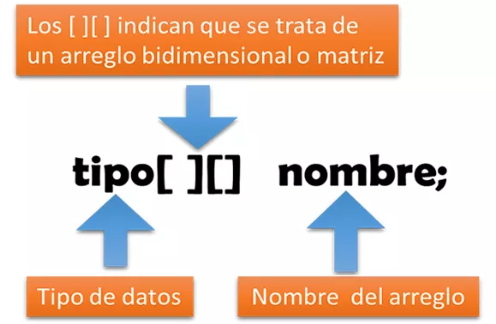 Los [ ][ ] indican que se trata de
un arreglo bidimensional o matriz
tipo[ ][] nombre;
Tipo de datos
Nombre del arreglo